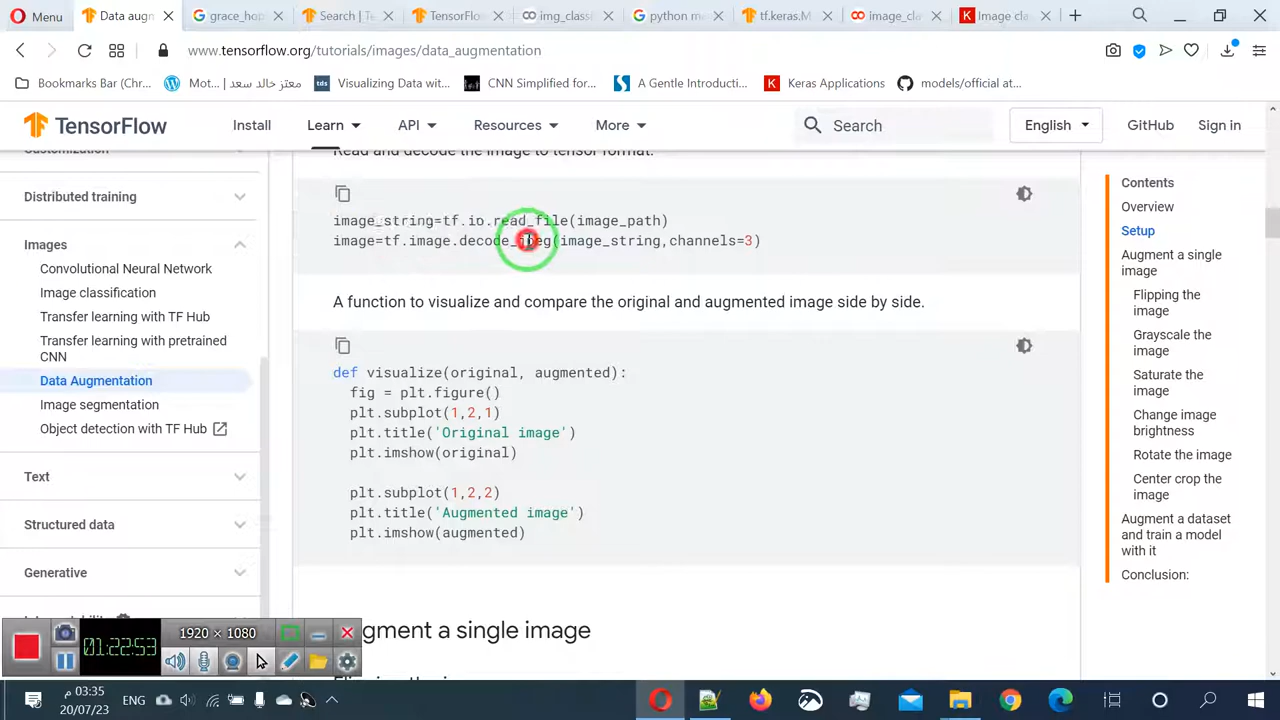 Menu
Data aug
grace_hop
Search | Te
TensorFlow
img_classi
python me
tf.keras.M
image_cla
Image cla
www.tensorflow.org/tutorials/images/data_augmentation
Bookmarks Bar (Chr...
معتز خالد سعد | Mot...
Visualizing Data wit...
CNN Simplified for...
A Gentle Introducti...
Keras Applications
models/official at...
TensorFlow
Install
Learn
API
Resources
More
Search
English
GitHub
Sign in
Customization
Distributed training
Images
Convolutional Neural Network
Image classification
Transfer learning with TF Hub
Transfer learning with pretrained
CNN
Data Augmentation
Image segmentation
Object detection with TF Hub
Text
Structured data
Generative
Read and decode the image to tensor format.
image_string=tf.io.read_file(image_path)
image=tf.image.decode_jpeg(image_string,channels=3)
A function to visualize and compare the original and augmented image side by side.
def visualize(original, augmented):
fig = plt.figure()
plt.subplot(1,2,1)
plt.title('Original image')
plt.imshow(original)
plt.subplot(1,2,2)
plt.title('Augmented image')
plt.imshow(augmented)
gment a single image
Contents
Overview
Setup
Augment a single
image
Flipping the
image
Grayscale the
image
Saturate the
image
Change image
brightness
Rotate the image
Center crop the
image
Augment a dataset
and train a model
with it
Conclusion:
1920 × 1080
01:22:53
ENG
03:35 م
20/07/23